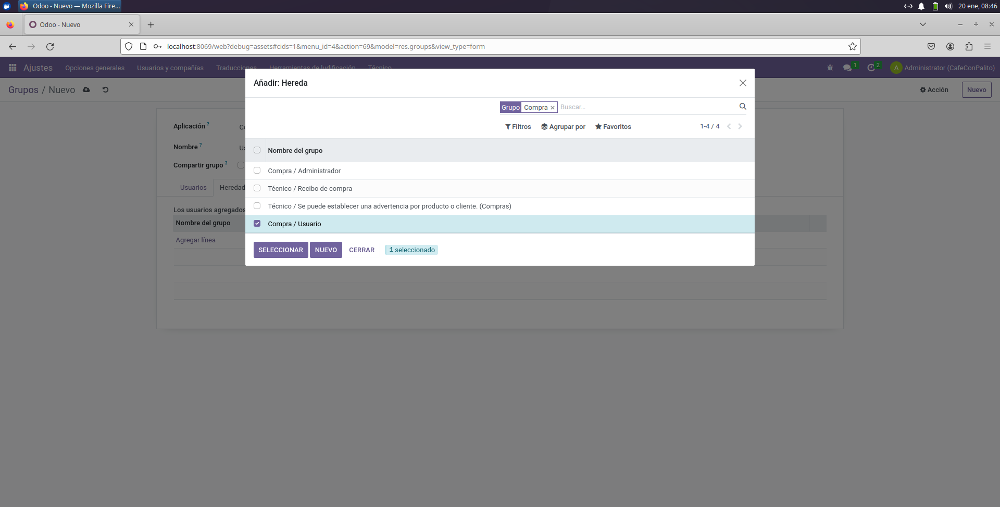 Odoo - Nuevo — Mozilla Fire...
20 ene, 08:46
Odoo - Nuevo
localhost:8069/web?debug=assets#cids=1&menu_id=4&action=69&model=res.groups&view_type=form
Ajustes Opciones generales Usuarios y compañías Traducciones Herramientas de ludificación Técnico 1 2 A Administrator (CafeConPalito)
Grupos / Nuevo Acción Nuevo
Añadir: Hereda
Grupo Compra Buscar...
Filtros Agrupar por Favoritos 1-4 / 4
Aplicación ?
Nombre ?
Compartir grupo ?
Usuarios Heredad
Los usuarios agregados
Nombre del grupo
Agregar línea
Nombre del grupo
Compra / Administrador
Técnico / Recibo de compra
Técnico / Se puede establecer una advertencia por producto o cliente. (Compras)
Compra / Usuario
SELECCIONAR NUEVO CERRAR 1 seleccionado